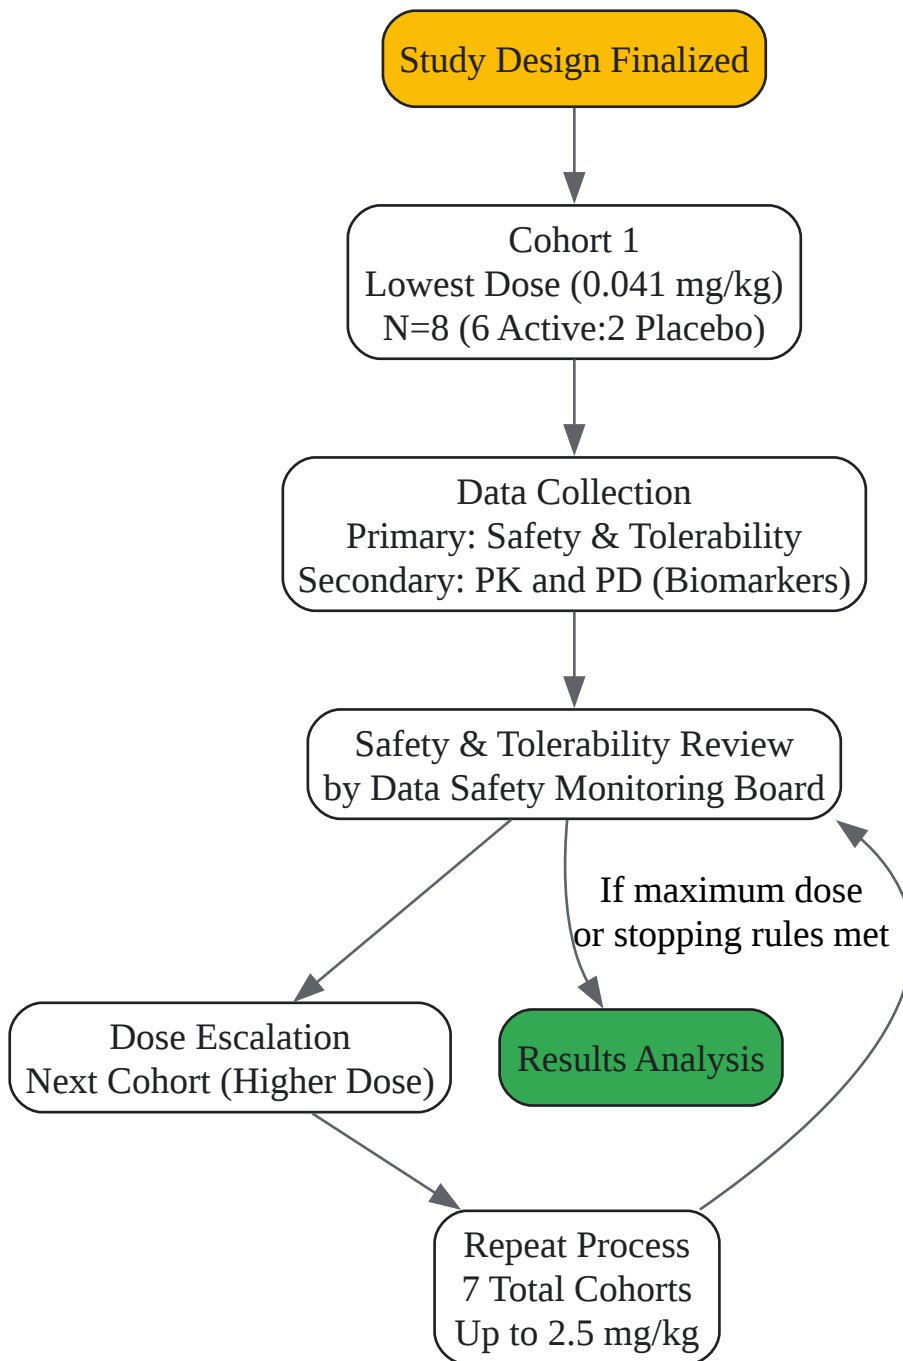 Study Design Finalized
Cohort 1
Lowest Dose (0.041 mg/kg)
N=8 (6 Active:2 Placebo)
Data Collection
Primary: Safety & Tolerability
Secondary: PK and PD (Biomarkers)
Safety & Tolerability Review
by Data Safety Monitoring Board
If maximum dose
or stopping rules met
Dose Escalation
Next Cohort (Higher Dose)
Results Analysis
Repeat Process
7 Total Cohorts
Up to 2.5 mg/kg